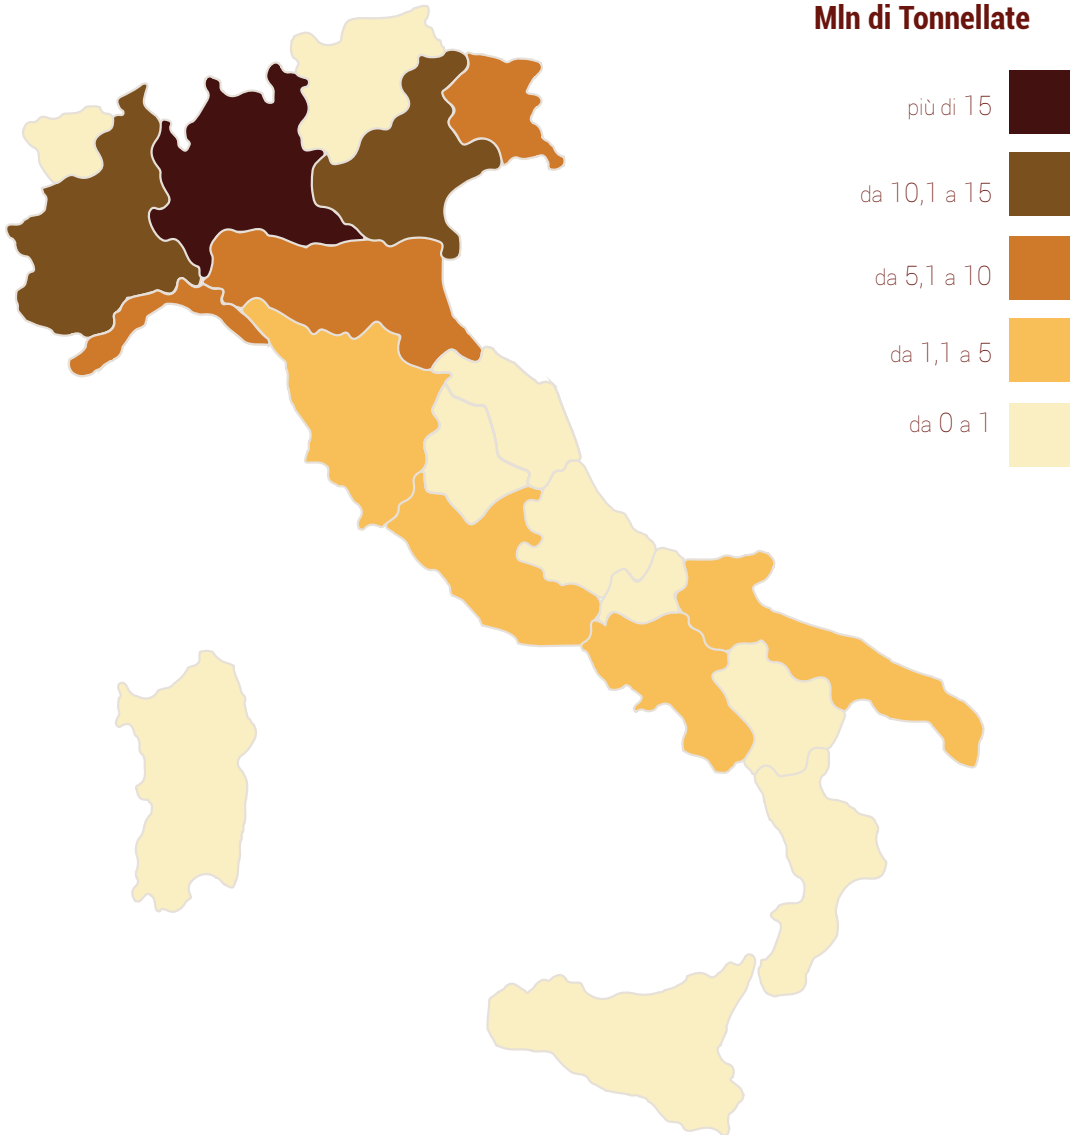 Mln di Tonnellate
più di 15
da 10,1 a 15
da 5,1 a 10
da 1,1 a 5
da 0 a 1